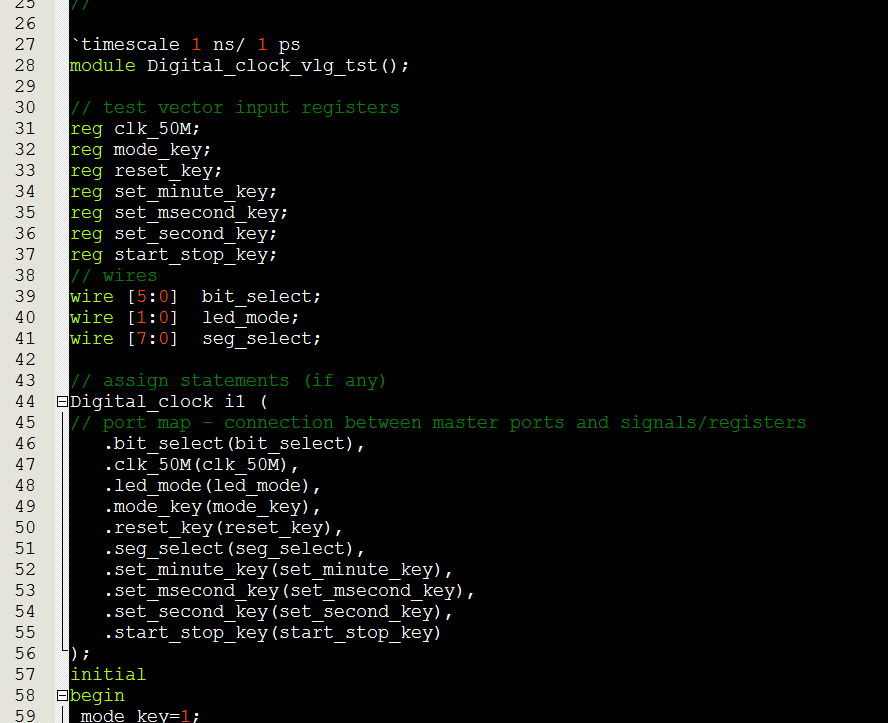 25 //
26
27 `timescale 1 ns/ 1 ps
28 module Digital_clock_vlg_tst();
29
30 // test vector input registers
31 reg clk_50M;
32 reg mode_key;
33 reg reset_key;
34 reg set_minute_key;
35 reg set_msecond_key;
36 reg set_second_key;
37 reg start_stop_key;
38 // wires
39 wire [5:0]  bit_select;
40 wire [1:0]  led_mode;
41 wire [7:0]  seg_select;
42
43 // assign statements (if any)
44 Digital_clock i1 (
45 // port map - connection between master ports and signals/registers
46    .bit_select(bit_select),
47    .clk_50M(clk_50M),
48    .led_mode(led_mode),
49    .mode_key(mode_key),
50    .reset_key(reset_key),
51    .seg_select(seg_select),
52    .set_minute_key(set_minute_key),
53    .set_msecond_key(set_msecond_key),
54    .set_second_key(set_second_key),
55    .start_stop_key(start_stop_key)
56 );
57 initial
58 begin
59  mode_key=1;